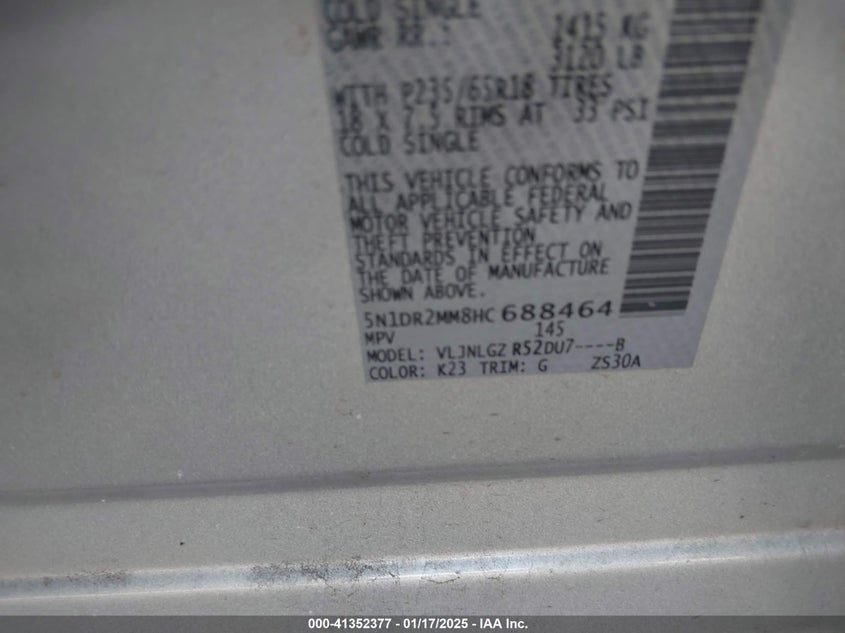 COLD SINGLE
GAWR RR.: 1415 KG
3120 LB
WITH P235/65R18 TIRES
18 X 7.5 RIMS AT 33 PSI
COLD SINGLE
THIS VEHICLE CONFORMS TO
ALL APPLICABLE FEDERAL
MOTOR VEHICLE SAFETY AND
THEFT PREVENTION
STANDARDS IN EFFECT ON
THE DATE OF MANUFACTURE
SHOWN ABOVE.
5N1DR2MM8HC688464
MPV 145
MODEL: VLJNLGZ R52DU7----B
COLOR: K23 TRIM: G ZS30A
000-41352377 - 01/17/2025 - IAA Inc.